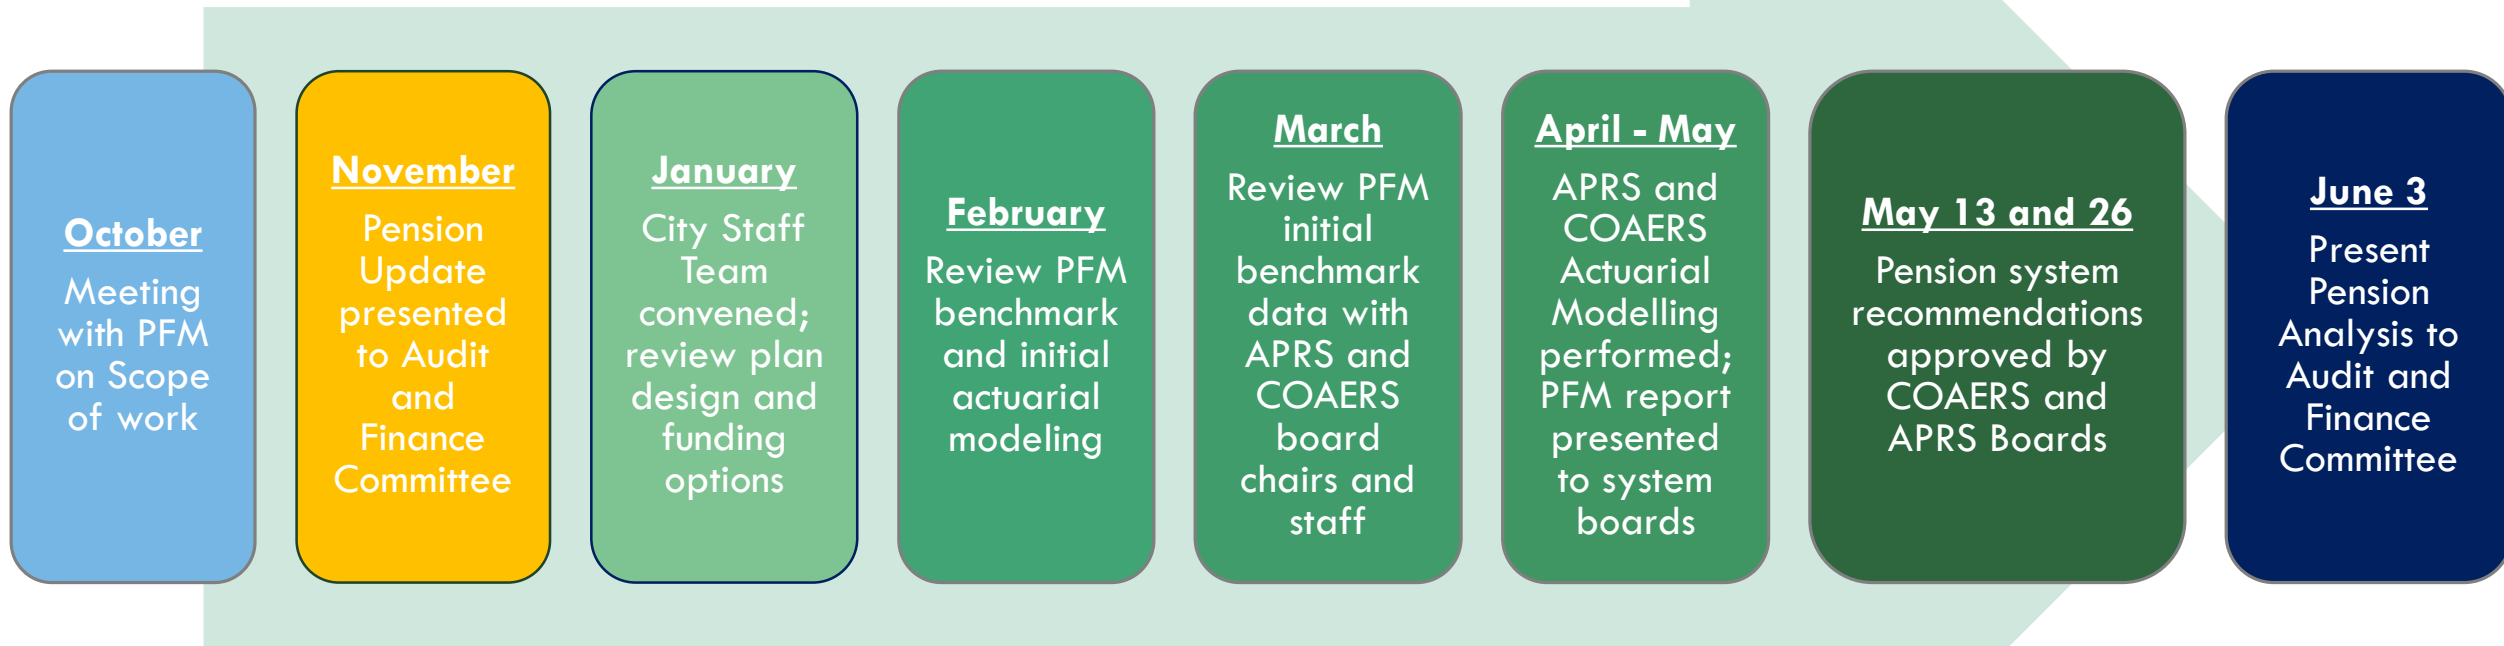 October
Meeting
with PFM
on Scope
of work
November
Pension
Update
presented
to Audit
and
Finance
Committee
January
City Staff
Team
convened;
review plan
design and
funding
options
February
Review PFM
benchmark
and initial
actuarial
modeling
March
Review PFM
initial
benchmark
data with
APRS and
COAERS
board
chairs and
staff
April - May
APRS and
COAERS
Actuarial
Modelling
performed;
PFM report
presented
to system
boards
May 13 and 26
Pension system
recommendations
approved by
COAERS and
APRS Boards
June 3
Present
Pension
Analysis to
Audit and
Finance
Committee